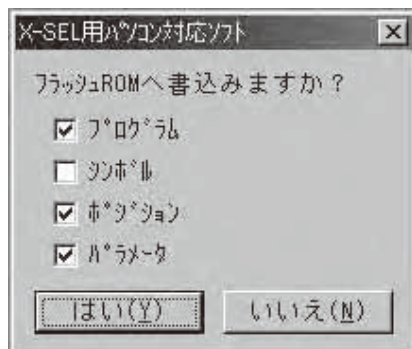 X-SEL用ﾊﾟｿｺﾝ対応ｿﾌﾄ
ﾌﾗｯｼｭROMへ書込みますか？
ﾌﾟﾛｸﾞﾗﾑ
ｼﾝﾎﾞﾙ
ﾎﾟｼﾞｼｮﾝ
ﾊﾟﾗﾒｰﾀ
はい(Y) いいえ(N)